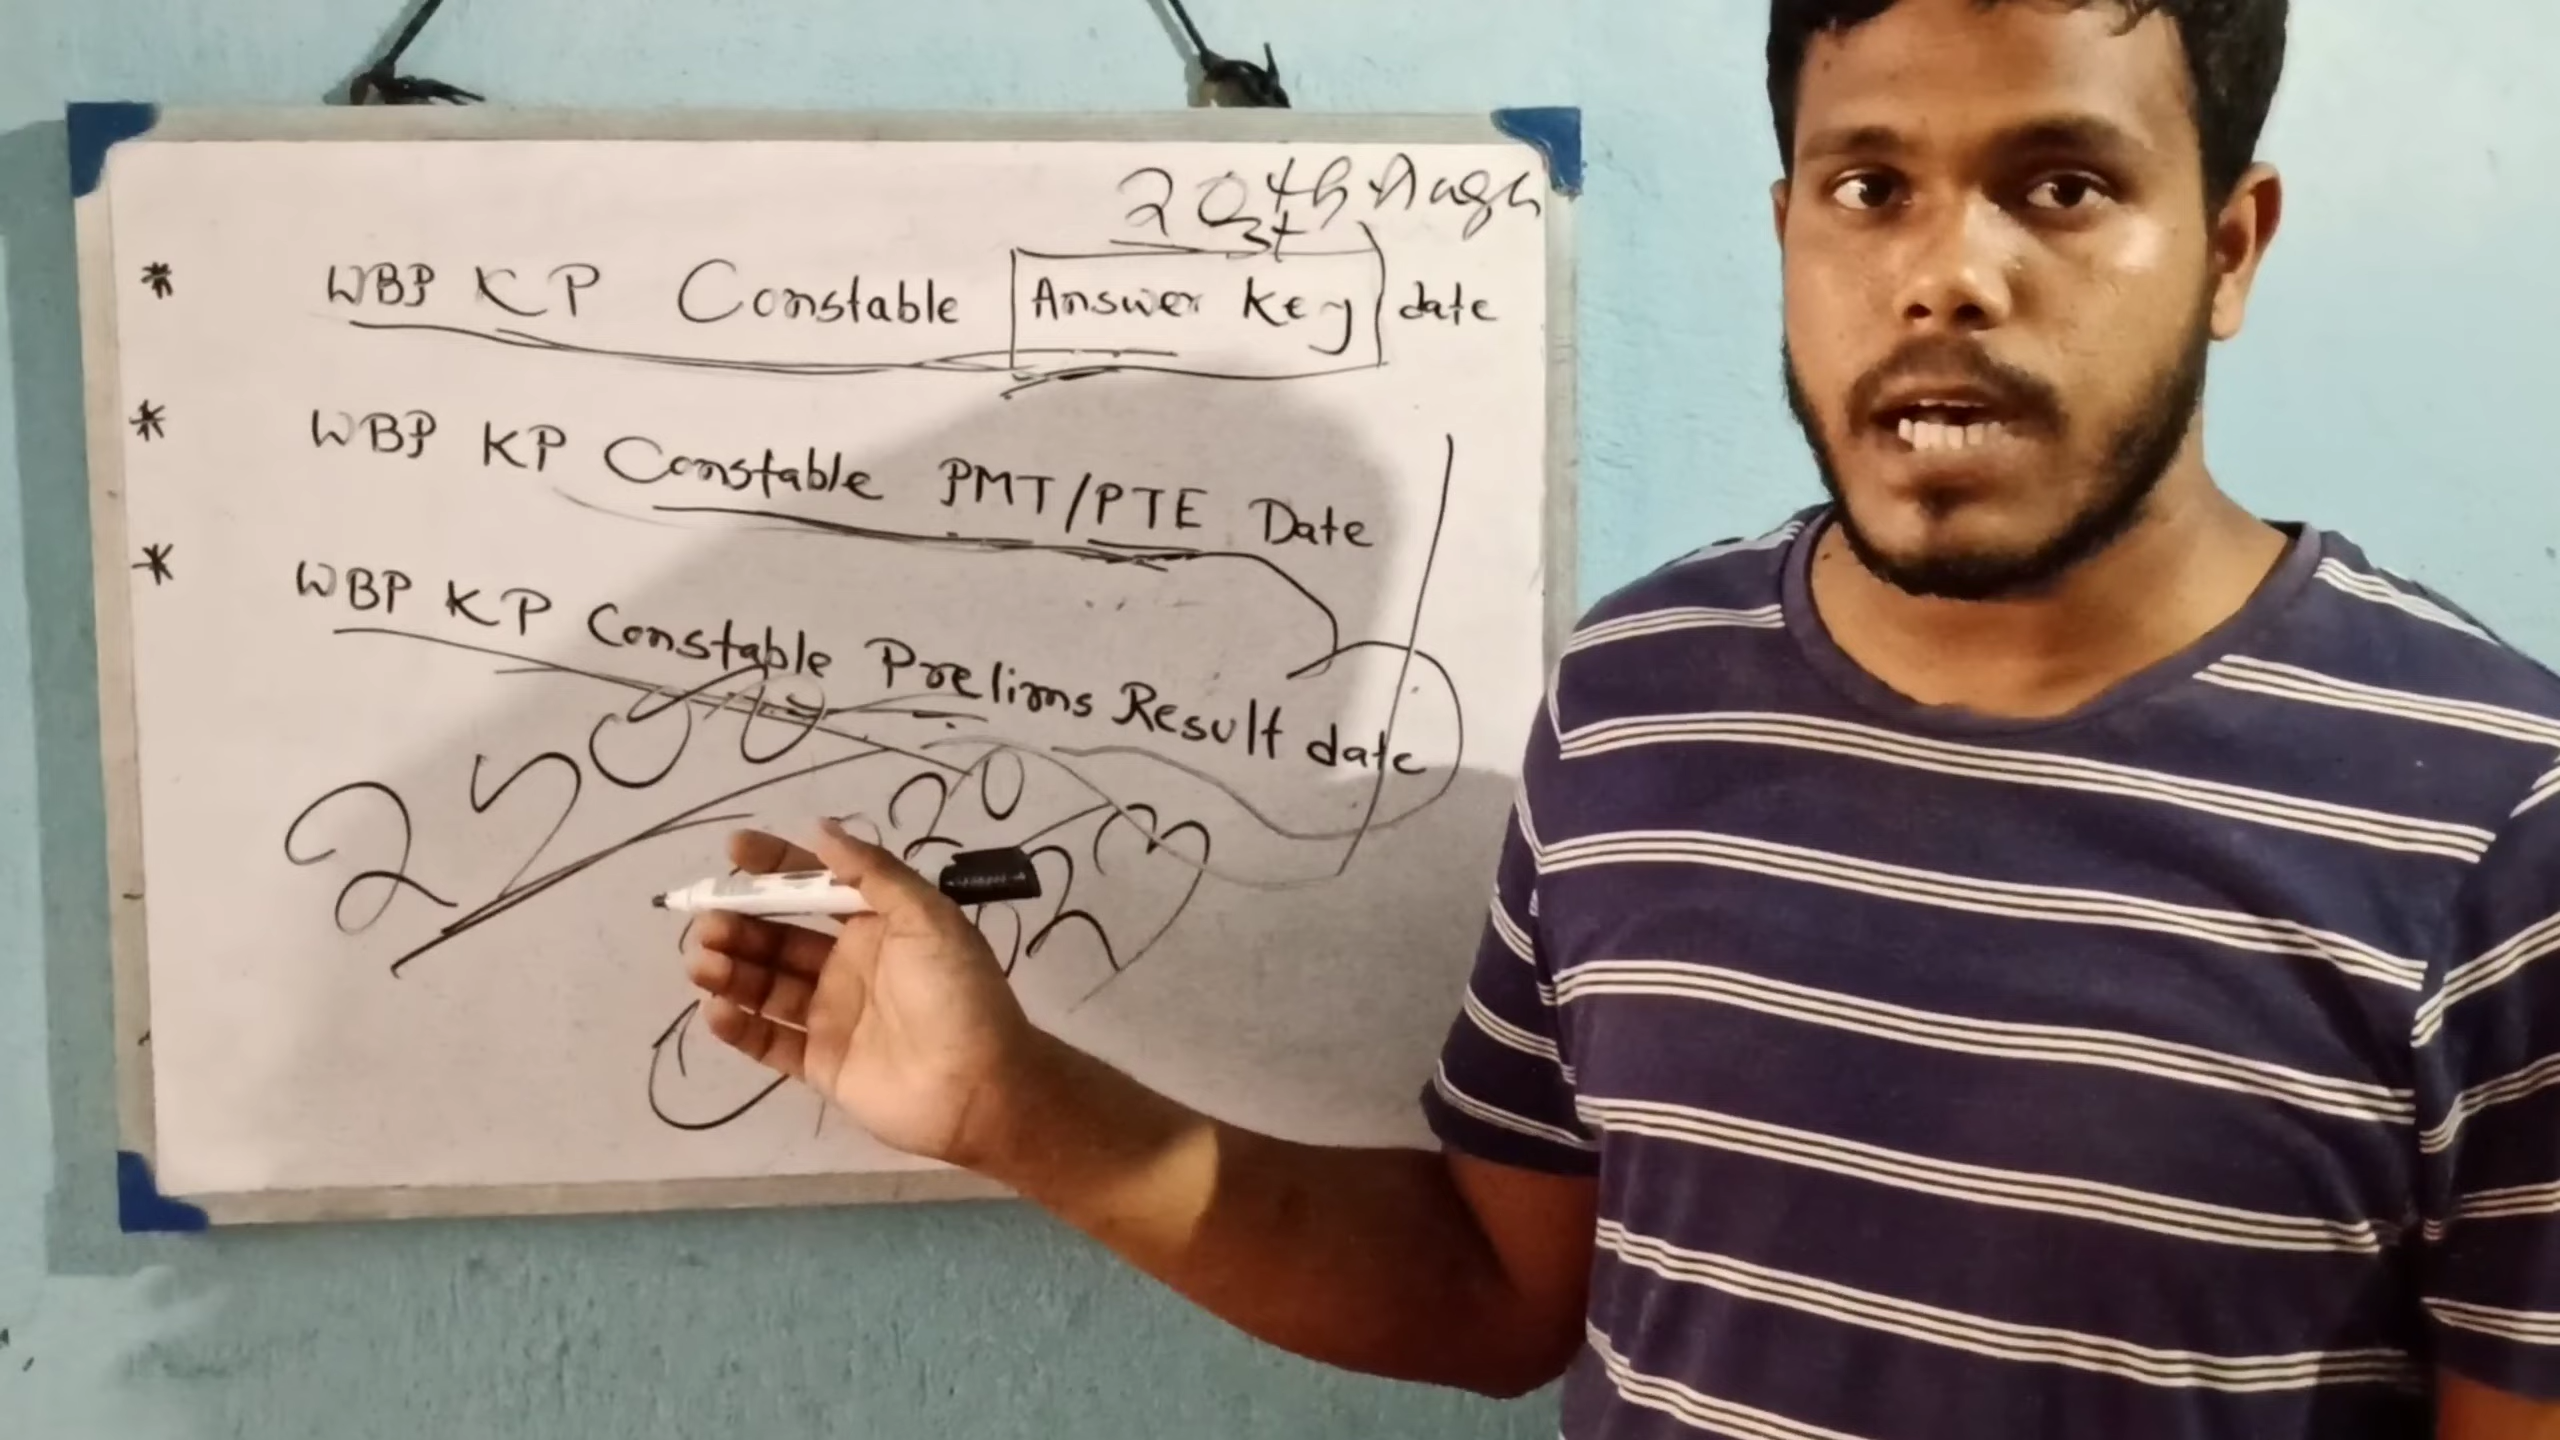 20th
* WBP KP Constable Answer Key date
* WBP KP Constable PMT/PTE Date
* WBP KP Constable Prelims Result date
2500
20